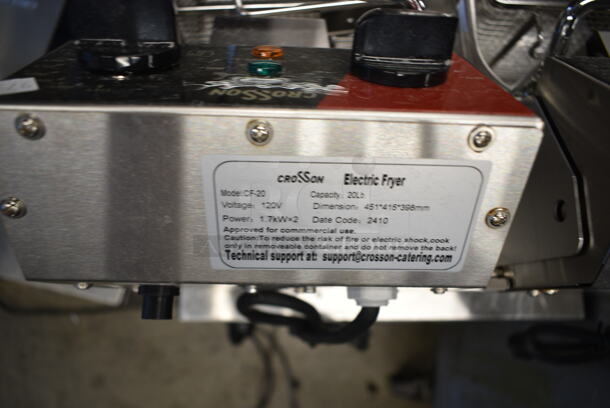 CROSSON
CROSSON Electric Fryer
Model: CF-20 Capacity: 20Lb
Voltage: 120V Dimension: 451*415*398mm
Power: 1.7kW×2 Date Code: 2410
Approved for commmercial use.
Caution:To reduce the risk of fire or electric shock,cook
only in removeable container and do not remove the back!
Technical support at: support@crosson-catering.com